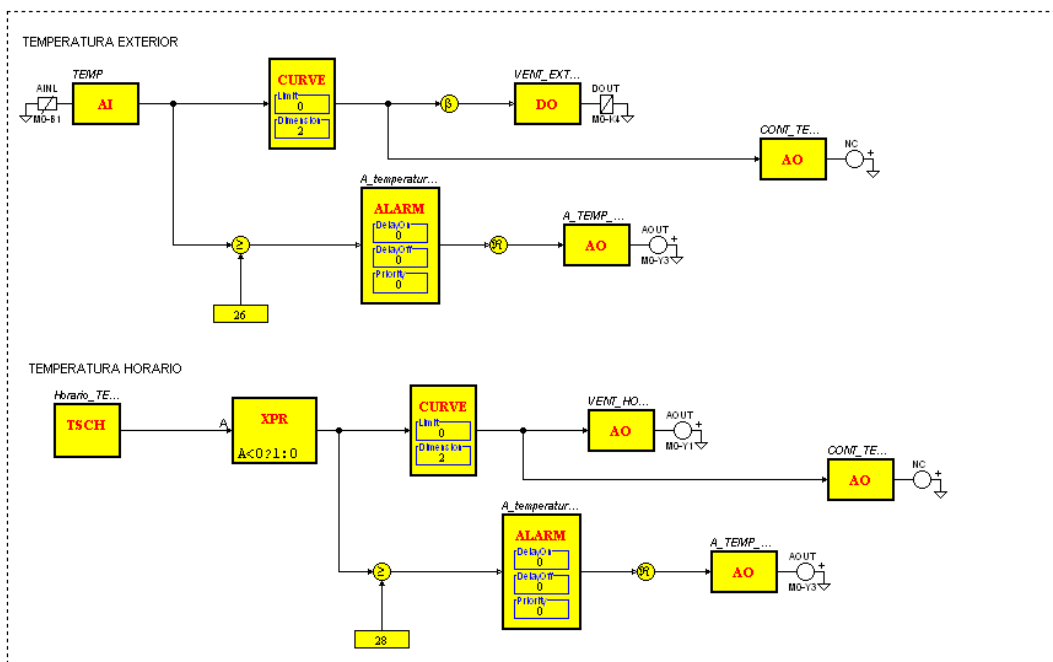 TEMPERATURA EXTERIOR
TEMP
AINL
AI
M0-B1
CURVE
Limit
0
Dimension
2
β
VENT_EXT...
DO
DOUT
M0-K4
CONT_TE...
AO
NC
+
A_temperatur...
ALARM
DelayOn
0
DelayOff
0
Priority
0
≥
26
ℜ
A_TEMP_...
AO
AOUT
+
M0-Y3
TEMPERATURA HORARIO
Horario_TE...
TSCH
A
XPR
A<0?1:0
CURVE
Limit
0
Dimension
2
VENT_HO...
AO
AOUT
+
M0-Y1
CONT_TE...
AO
NC
+
A_temperatur...
ALARM
DelayOn
0
DelayOff
0
Priority
0
≥
28
ℜ
A_TEMP_...
AO
AOUT
+
M0-Y3